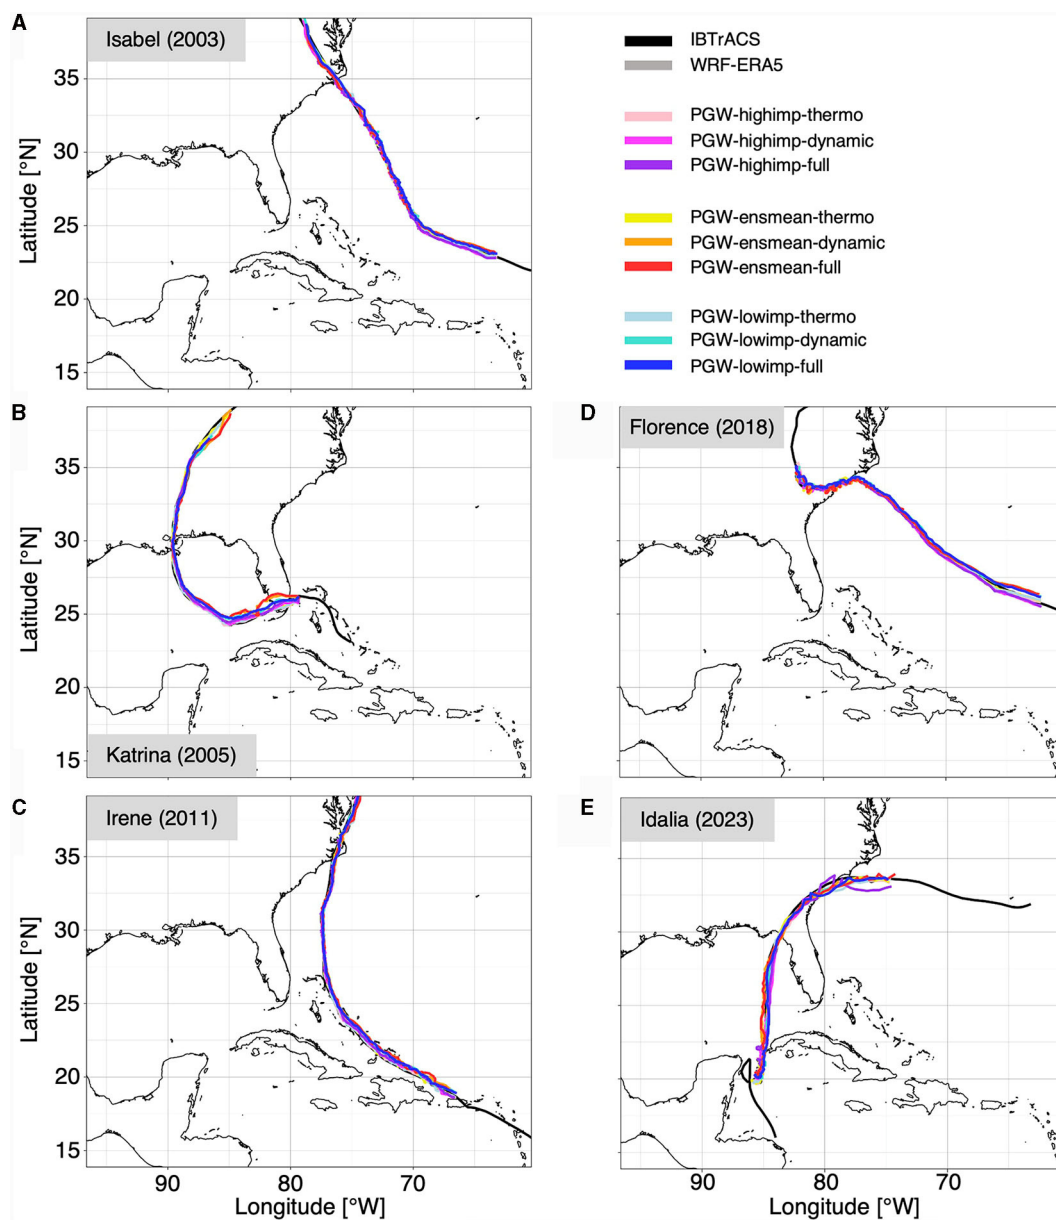 A
Isabel (2003)
Latitude [°N]
35
30
25
20
15
IBTrACS
WRF-ERA5
PGW-highimp-thermo
PGW-highimp-dynamic
PGW-highimp-full
PGW-ensmean-thermo
PGW-ensmean-dynamic
PGW-ensmean-full
PGW-lowimp-thermo
PGW-lowimp-dynamic
PGW-lowimp-full
B
Katrina (2005)
Latitude [°N]
35
30
25
20
15
D
Florence (2018)
C
Irene (2011)
Latitude [°N]
35
30
25
20
15
90
80
70
Longitude [°W]
E
Idalia (2023)
90
80
70
Longitude [°W]